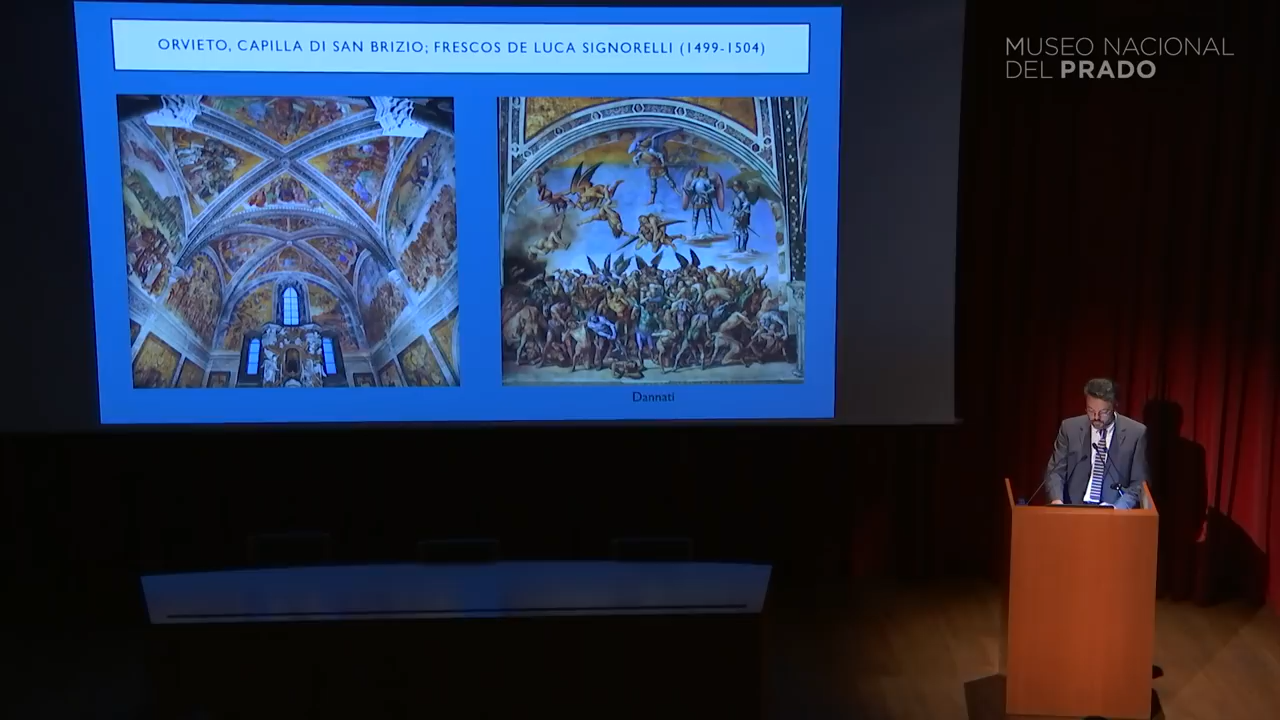 ORVIETO, CAPILLA DI SAN BRIZIO; FRESCOS DE LUCA SIGNORELLI (1499-1504)
MUSEO NACIONAL
DEL PRADO
Dannati